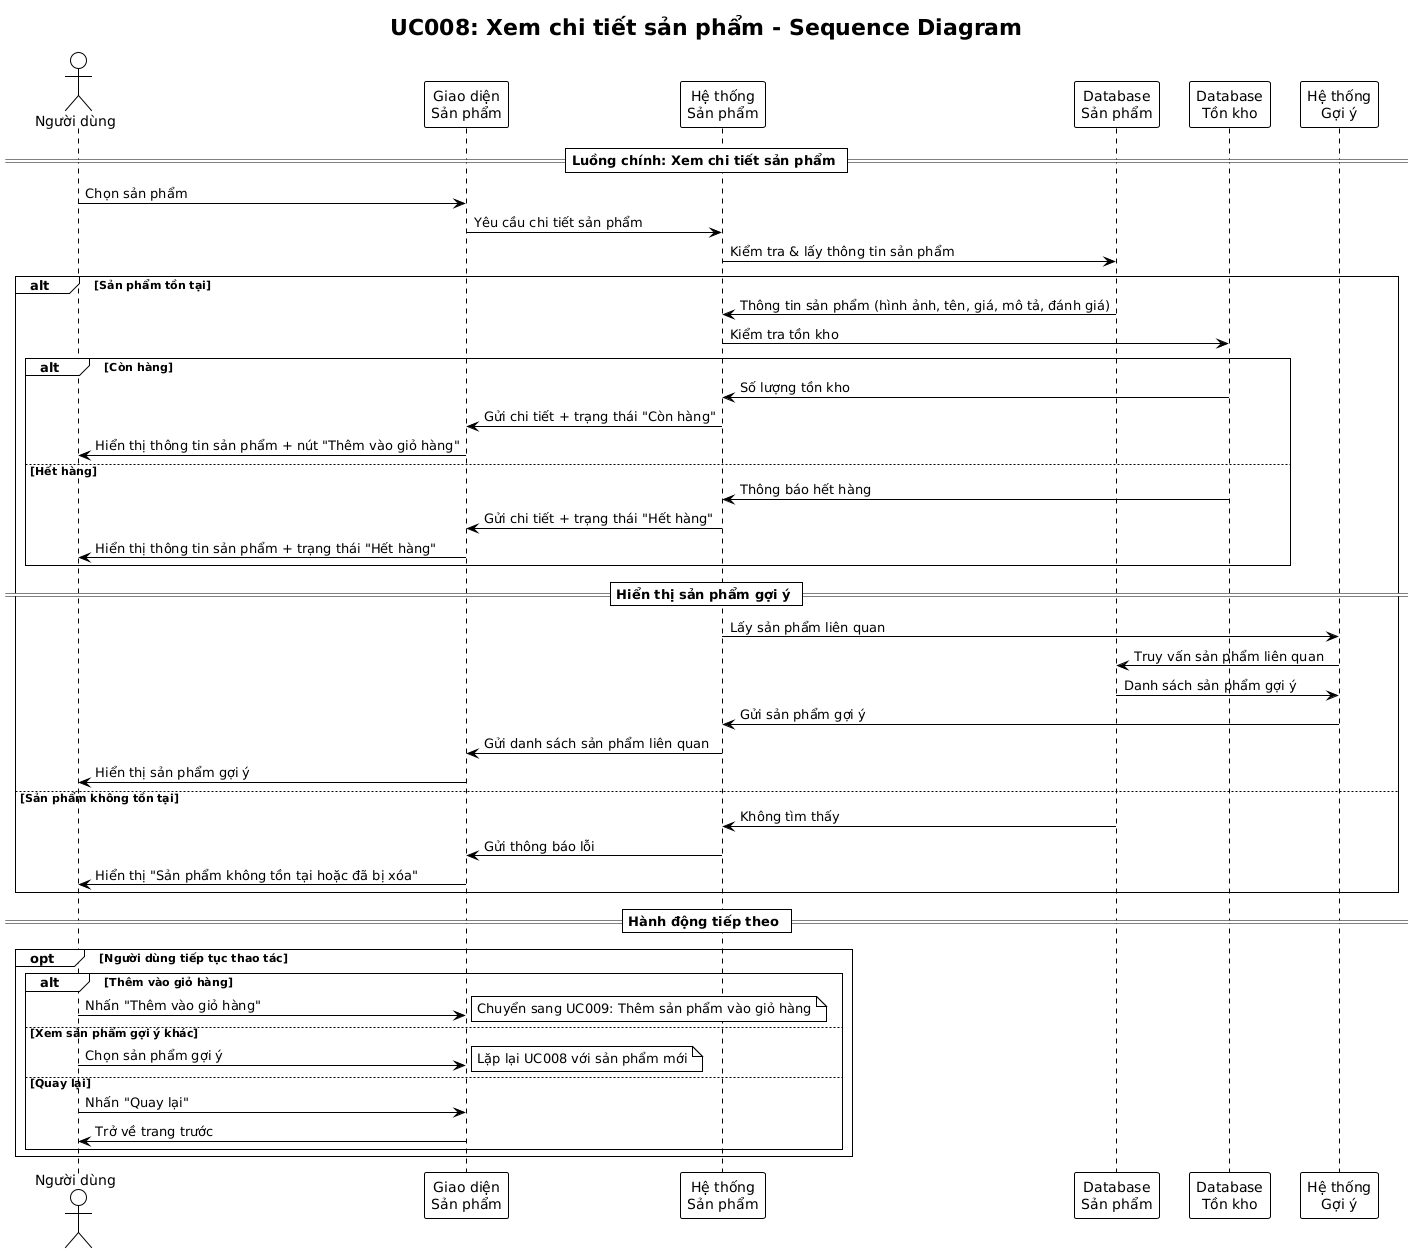 UC008: Xem chi tiết sản phẩm - Sequence Diagram
Người dùng
Giao diện
Sản phẩm
Hệ thống
Sản phẩm
Database
Sản phẩm
Database
Tồn kho
Hệ thống
Gợi ý
Luồng chính: Xem chi tiết sản phẩm
Chọn sản phẩm
Yêu cầu chi tiết sản phẩm
Kiểm tra & lấy thông tin sản phẩm
alt [Sản phẩm tồn tại]
Thông tin sản phẩm (hình ảnh, tên, giá, mô tả, đánh giá)
Kiểm tra tồn kho
alt [Còn hàng]
Số lượng tồn kho
Gửi chi tiết + trạng thái "Còn hàng"
Hiển thị thông tin sản phẩm + nút "Thêm vào giỏ hàng"
[Hết hàng]
Thông báo hết hàng
Gửi chi tiết + trạng thái "Hết hàng"
Hiển thị thông tin sản phẩm + trạng thái "Hết hàng"
Hiển thị sản phẩm gợi ý
Lấy sản phẩm liên quan
Truy vấn sản phẩm liên quan
Danh sách sản phẩm gợi ý
Gửi sản phẩm gợi ý
Gửi danh sách sản phẩm liên quan
Hiển thị sản phẩm gợi ý
[Sản phẩm không tồn tại]
Không tìm thấy
Gửi thông báo lỗi
Hiển thị "Sản phẩm không tồn tại hoặc đã bị xóa"
Hành động tiếp theo
opt [Người dùng tiếp tục thao tác]
alt [Thêm vào giỏ hàng]
Nhấn "Thêm vào giỏ hàng"
Chuyển sang UC009: Thêm sản phẩm vào giỏ hàng
[Xem sản phẩm gợi ý khác]
Chọn sản phẩm gợi ý
Lặp lại UC008 với sản phẩm mới
[Quay lại]
Nhấn "Quay lại"
Trở về trang trước
Người dùng
Giao diện
Sản phẩm
Hệ thống
Sản phẩm
Database
Sản phẩm
Database
Tồn kho
Hệ thống
Gợi ý